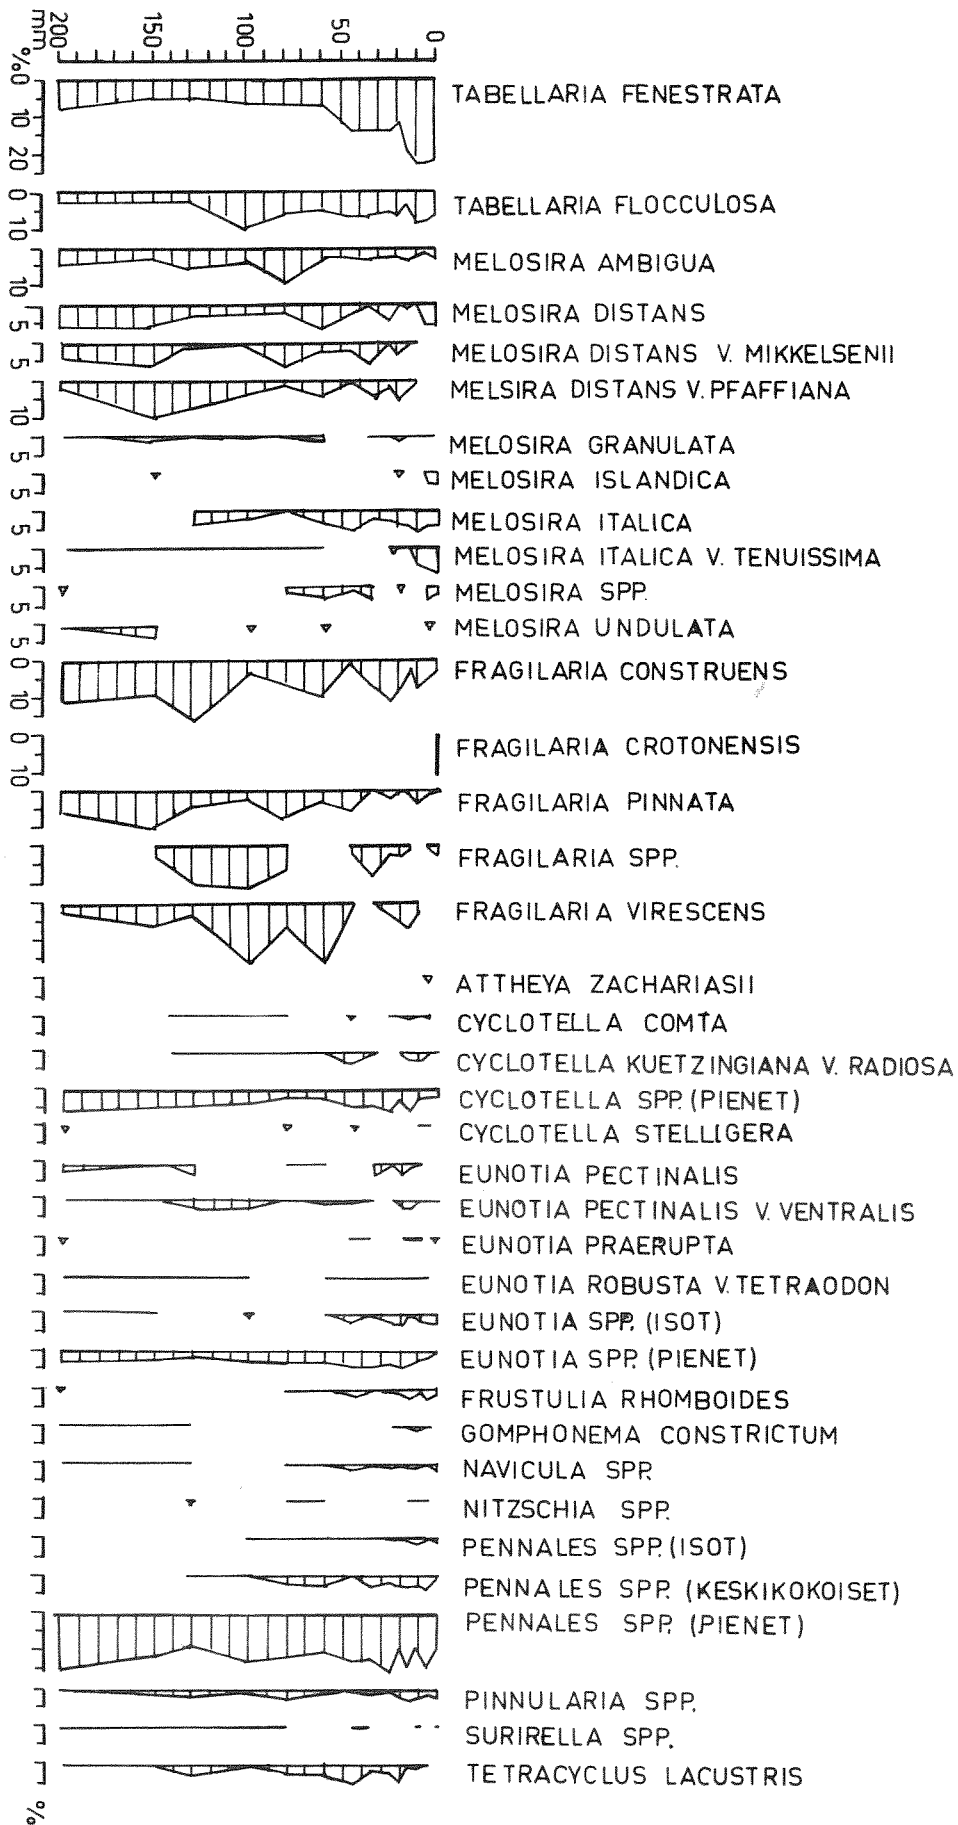 mm
200
150
100
50
0
%0 10 20
TABELLARIA FENESTRATA
0 10
TABELLARIA FLOCCULOSA
10
MELOSIRA AMBIGUA
5
MELOSIRA DISTANS
5
MELOSIRA DISTANS V. MIKKELSENII
10
MELSIRA DISTANS V. PFAFFIANA
5
MELOSIRA GRANULATA
5
MELOSIRA ISLANDICA
5
MELOSIRA ITALICA
5
MELOSIRA ITALICA V. TENUISSIMA
5
MELOSIRA SPP.
5
MELOSIRA UNDULATA
0 10
FRAGILARIA CONSTRUENS
0 10
FRAGILARIA CROTONENSIS
FRAGILARIA PINNATA
FRAGILARIA SPP.
FRAGILARIA VIRESCENS
ATTHEYA ZACHARIASII
CYCLOTELLA COMTA
CYCLOTELLA KUETZINGIANA V. RADIOSA
CYCLOTELLA SPP. (PIENET)
CYCLOTELLA STELLIGERA
EUNOTIA PECTINALIS
EUNOTIA PECTINALIS V. VENTRALIS
EUNOTIA PRAERUPTA
EUNOTIA ROBUSTA V. TETRAODON
EUNOTIA SPP. (ISOT)
EUNOTIA SPP. (PIENET)
FRUSTULIA RHOMBOIDES
GOMPHONEMA CONSTRICTUM
NAVICULA SPP.
NITZSCHIA SPP.
PENNALES SPP. (ISOT)
PENNALES SPP. (KESKIKOKOISET)
PENNALES SPP. (PIENET)
PINNULARIA SPP.
SURIRELLA SPP.
TETRACYCLUS LACUSTRIS
%